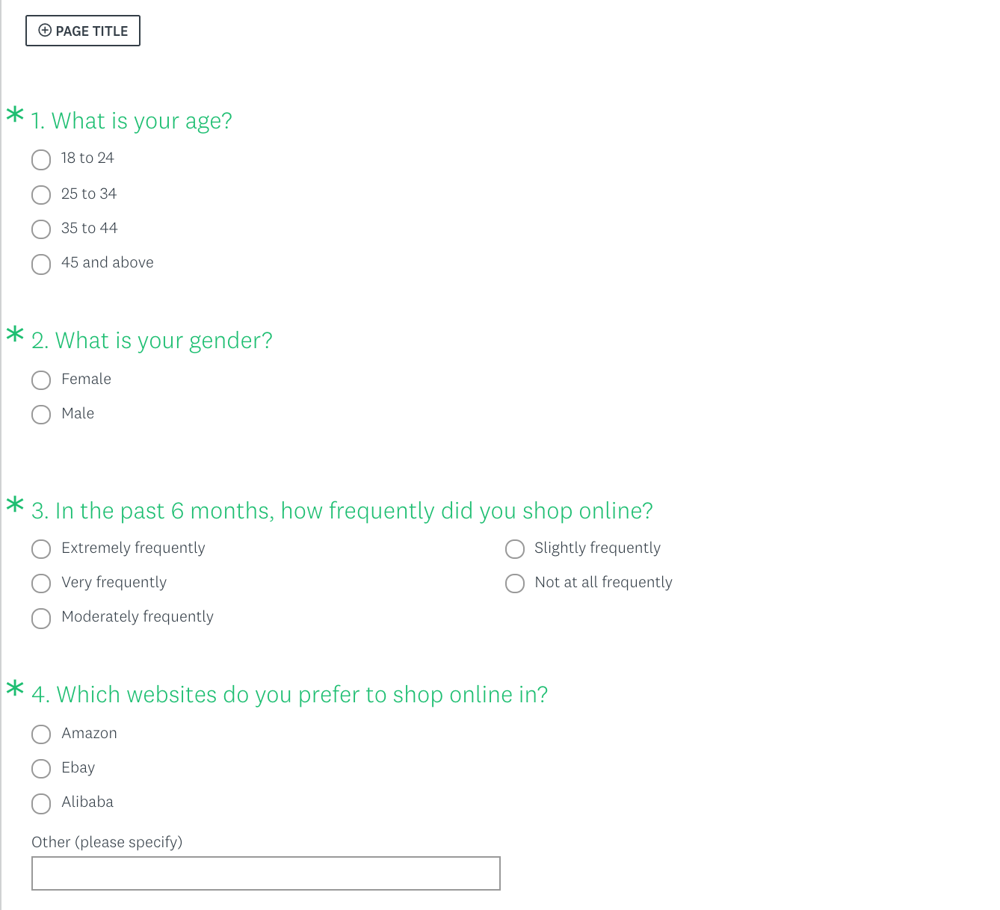 PAGE TITLE
* 1. What is your age?
18 to 24
25 to 34
35 to 44
45 and above
* 2. What is your gender?
Female
Male
* 3. In the past 6 months, how frequently did you shop online?
Extremely frequently
Very frequently
Moderately frequently
Slightly frequently
Not at all frequently
* 4. Which websites do you prefer to shop online in?
Amazon
Ebay
Alibaba
Other (please specify)